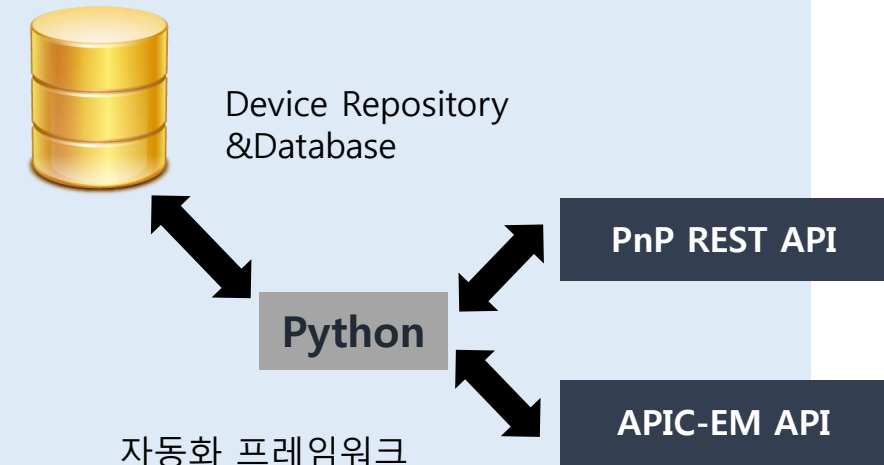 Device Repository
&Database
PnP REST API
Python
APIC-EM API
자동화 프레임워크